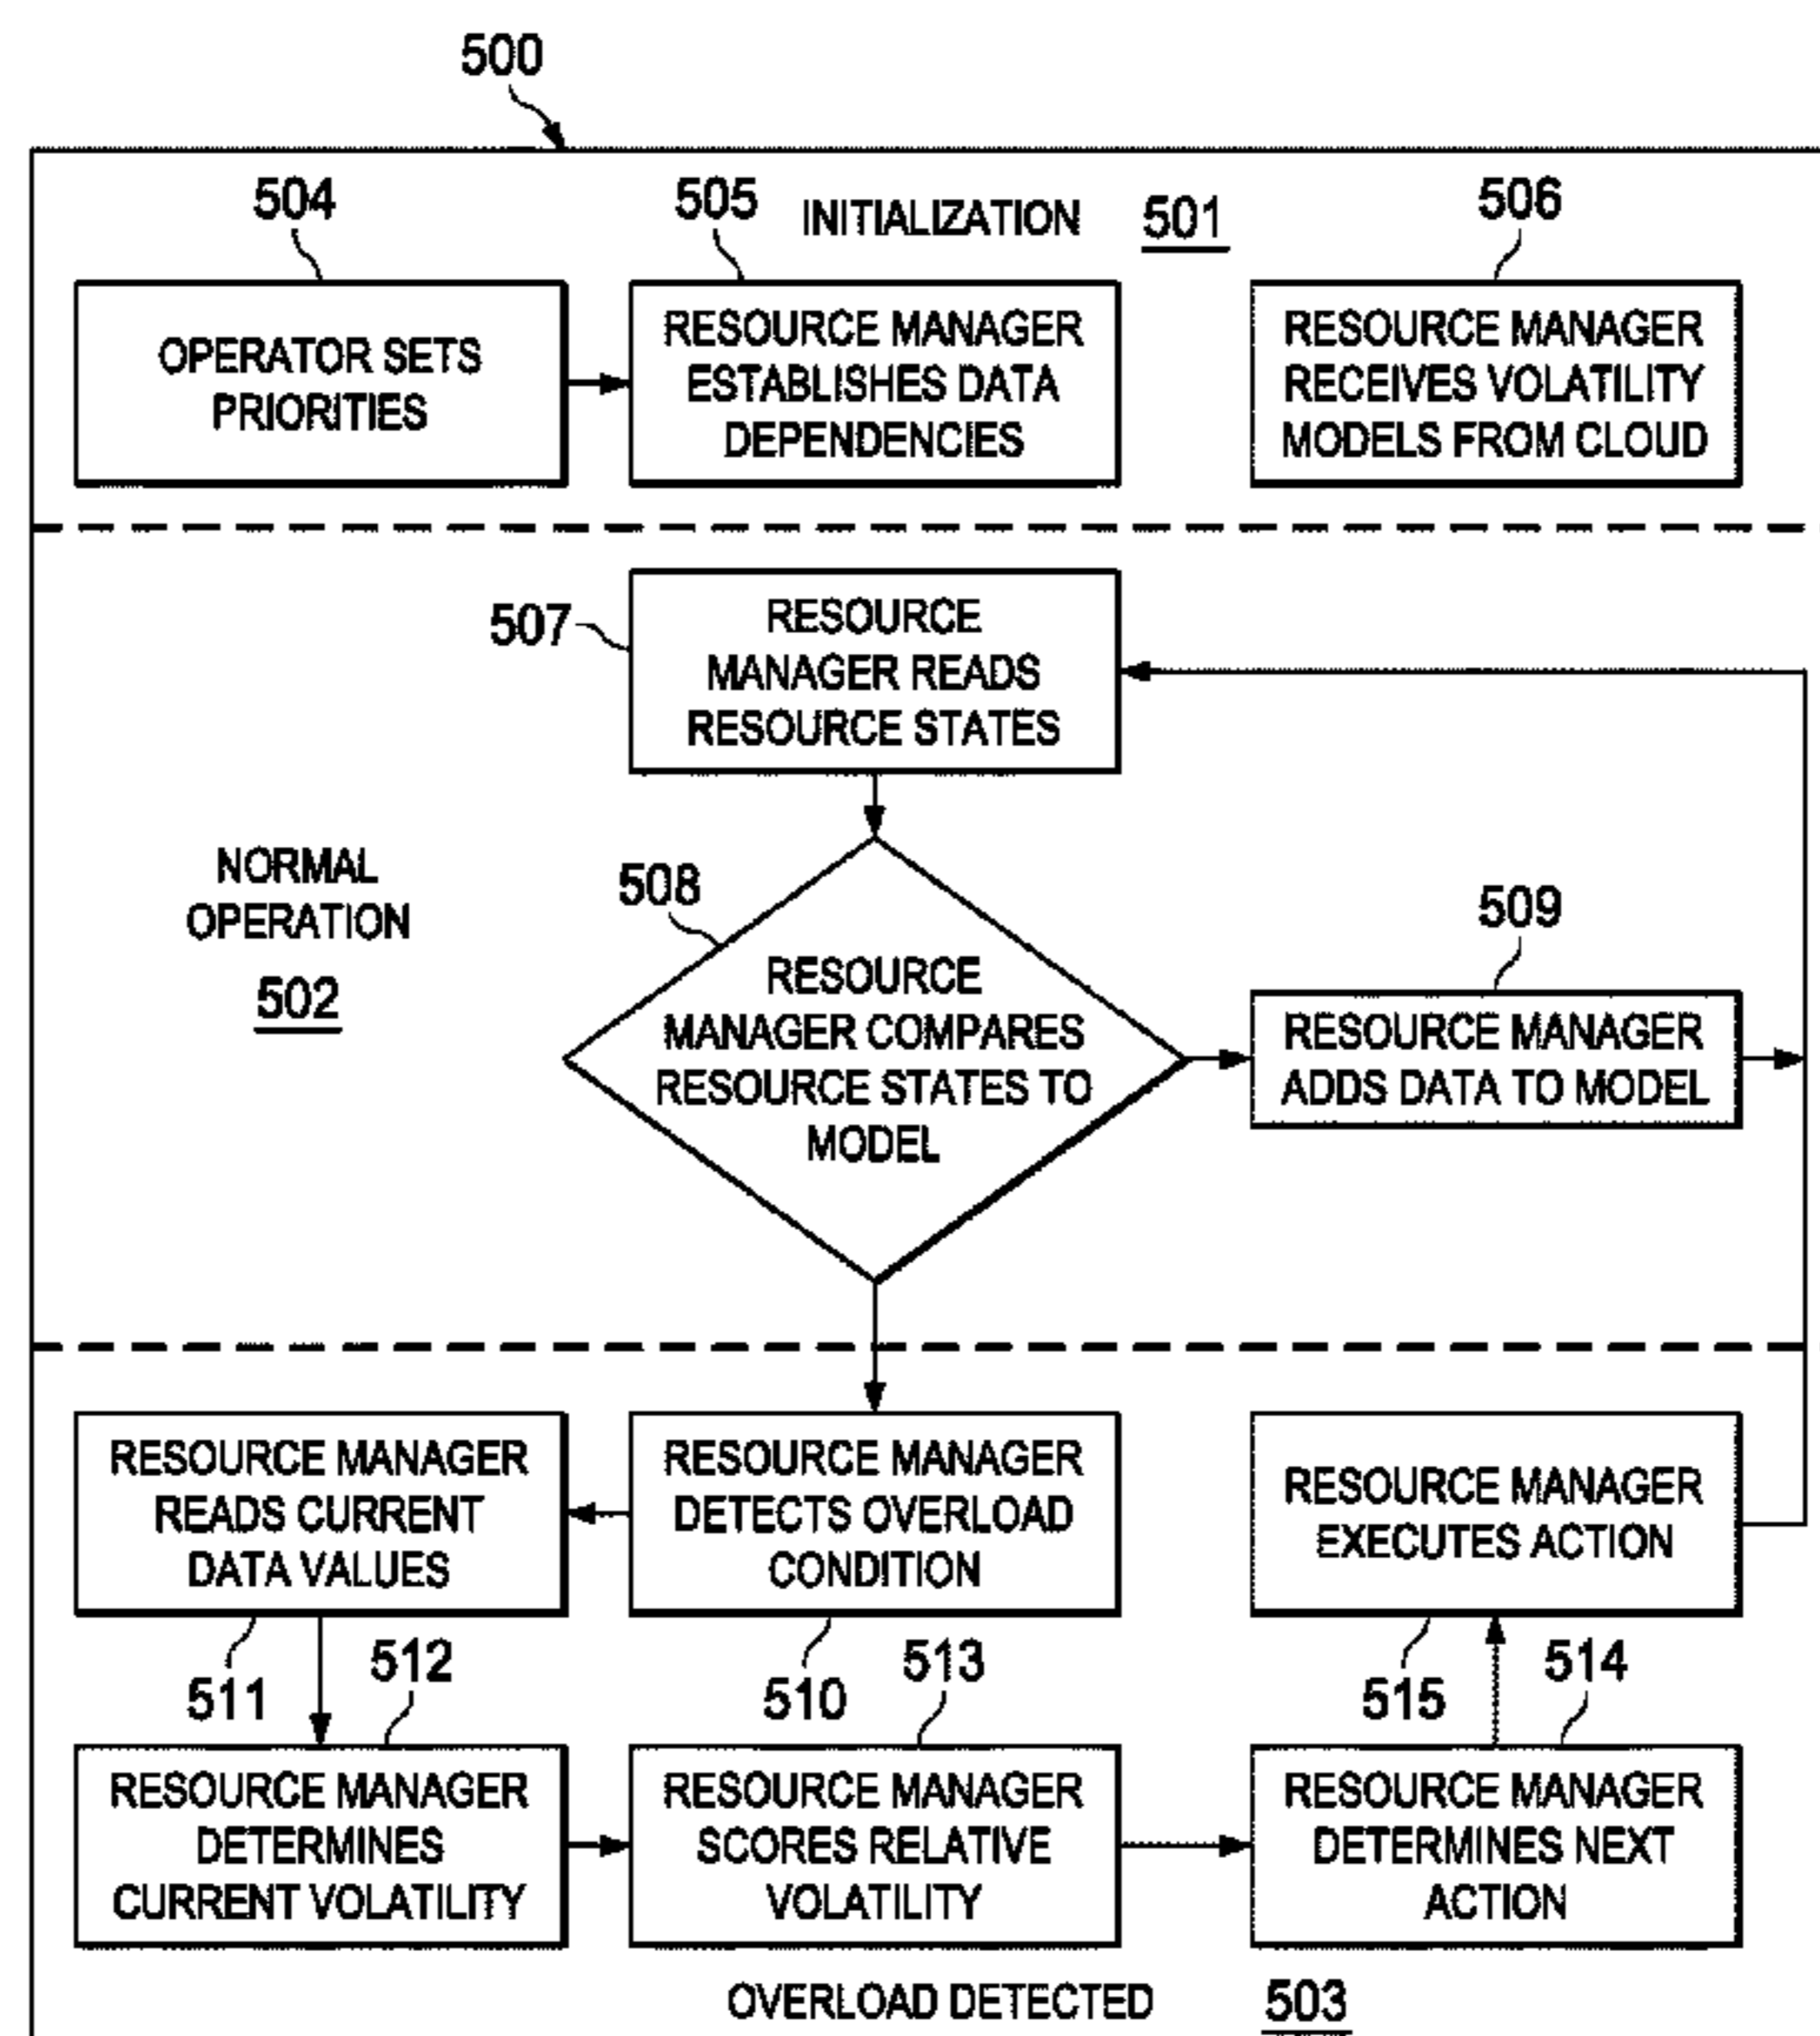 500
504
505
INITIALIZATION 501
506
OPERATOR SETS
PRIORITIES
RESOURCE MANAGER
ESTABLISHES DATA
DEPENDENCIES
RESOURCE MANAGER
RECEIVES VOLATILITY
MODELS FROM CLOUD
507
RESOURCE
MANAGER READS
RESOURCE STATES
NORMAL
OPERATION
502
508
RESOURCE
MANAGER COMPARES
RESOURCE STATES TO
MODEL
509
RESOURCE MANAGER
ADDS DATA TO MODEL
RESOURCE MANAGER
READS CURRENT
DATA VALUES
RESOURCE MANAGER
DETECTS OVERLOAD
CONDITION
RESOURCE MANAGER
EXECUTES ACTION
511
512
510
513
515
514
RESOURCE MANAGER
DETERMINES
CURRENT VOLATILITY
RESOURCE MANAGER
SCORES RELATIVE
VOLATILITY
RESOURCE MANAGER
DETERMINES NEXT
ACTION
OVERLOAD DETECTED 503